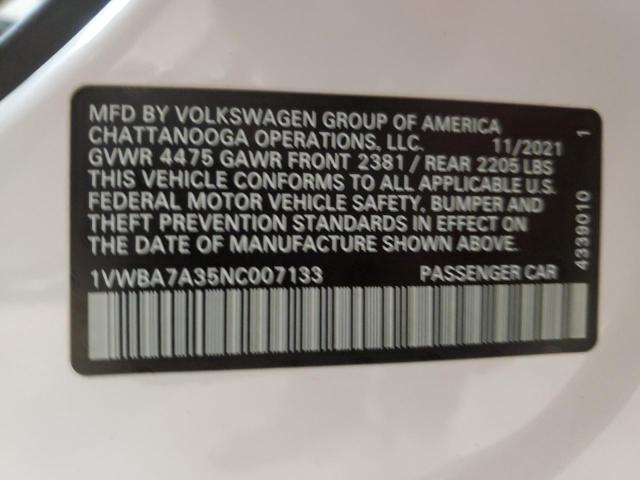 MFD BY VOLKSWAGEN GROUP OF AMERICA
CHATTANOOGA OPERATIONS, LLC. 11/2021
GVWR 4475 GAWR FRONT 2381 / REAR 2205 LBS
THIS VEHICLE CONFORMS TO ALL APPLICABLE U.S.
FEDERAL MOTOR VEHICLE SAFETY, BUMPER AND
THEFT PREVENTION STANDARDS IN EFFECT ON
THE DATE OF MANUFACTURE SHOWN ABOVE.
1VWBA7A35NC007133 PASSENGER CAR
4339010 1